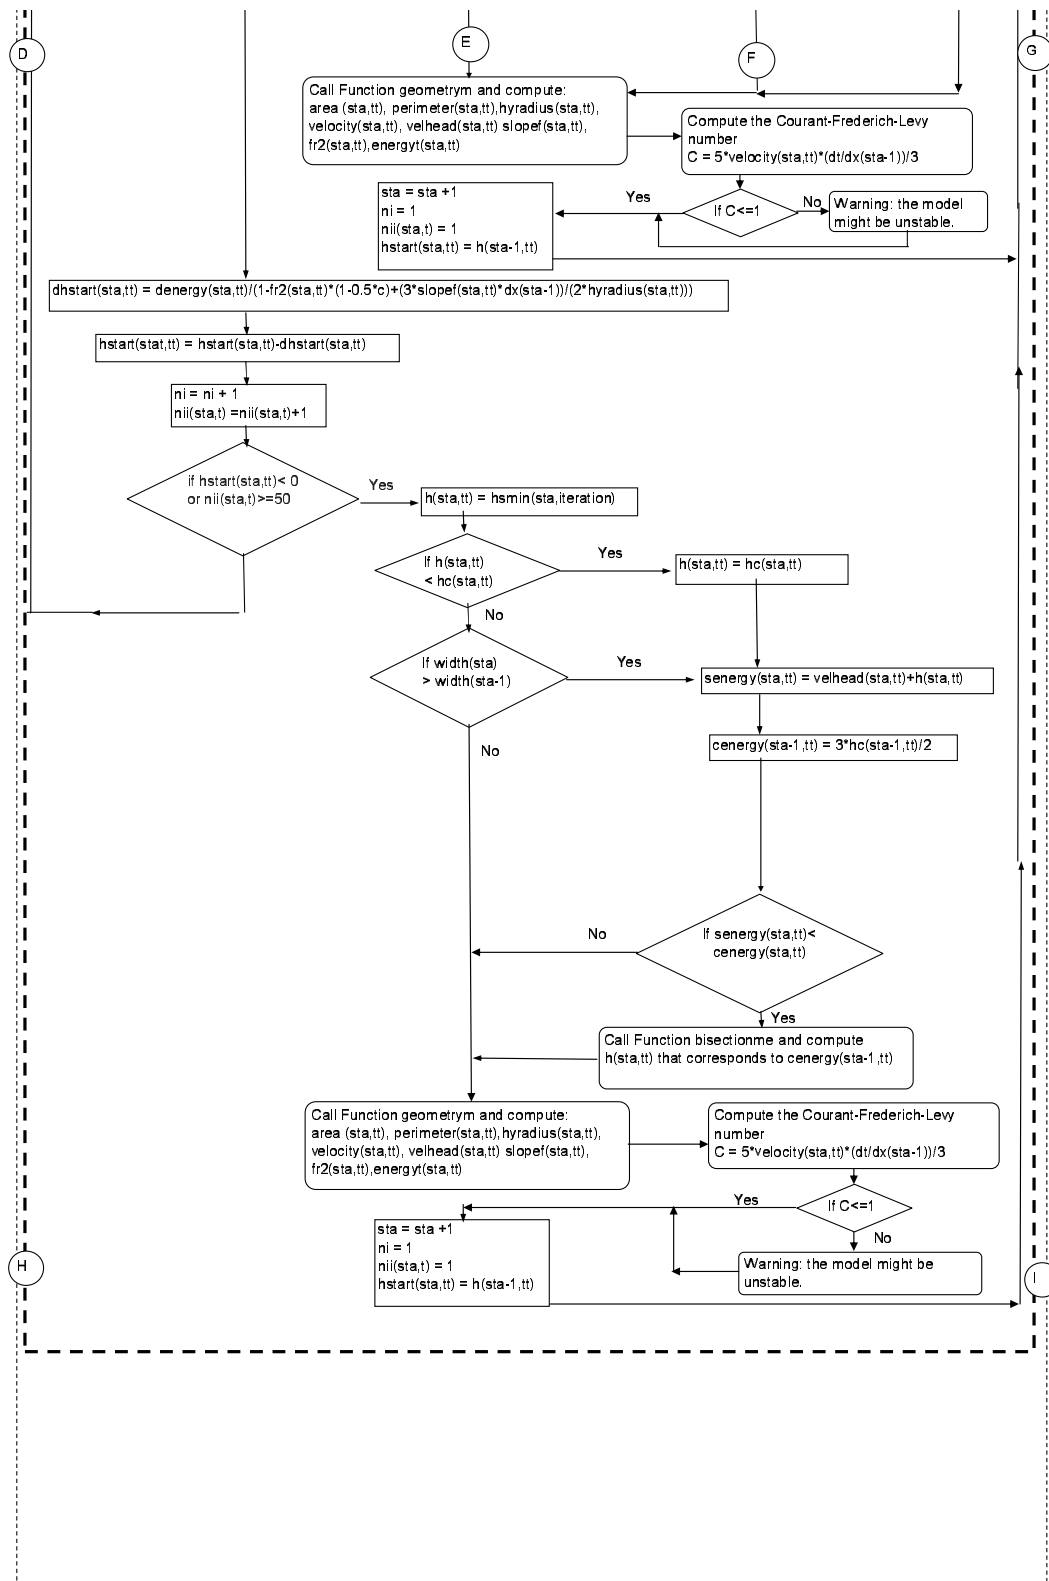 D
E
F
G
Call Function geometrym and compute:
area (sta,tt), perimeter(sta,tt),hyradius(sta,tt),
velocity(sta,tt), velhead(sta,tt) slopef(sta,tt),
fr2(sta,tt),energyt(sta,tt)
Compute the Courant-Frederich-Levy
number
C = 5*velocity(sta,tt)*(dt/dx(sta-1))/3
If C<=1
Yes
No
Warning: the model
might be unstable.
sta = sta +1
ni = 1
nii(sta,t) = 1
hstart(sta,tt) = h(sta-1,tt)
dhstart(sta,tt) = denergy(sta,tt)/(1-fr2(sta,tt)*(1-0.5*c)+(3*slopef(sta,tt)*dx(sta-1))/(2*hyradius(sta,tt)))
hstart(stat,tt) = hstart(sta,tt)-dhstart(sta,tt)
ni = ni + 1
nii(sta,t) =nii(sta,t)+1
if hstart(sta,tt)< 0
or nii(sta,t)>=50
Yes
h(sta,tt) = hsmin(sta,iteration)
If h(sta,tt)
< hc(sta,tt)
Yes
h(sta,tt) = hc(sta,tt)
No
If width(sta)
> width(sta-1)
Yes
senergy(sta,tt) = velhead(sta,tt)+h(sta,tt)
No
cenergy(sta-1,tt) = 3*hc(sta-1,tt)/2
If senergy(sta,tt)<
cenergy(sta,tt)
No
Yes
Call Function bisectionme and compute
h(sta,tt) that corresponds to cenergy(sta-1,tt)
Call Function geometrym and compute:
area (sta,tt), perimeter(sta,tt),hyradius(sta,tt),
velocity(sta,tt), velhead(sta,tt) slopef(sta,tt),
fr2(sta,tt),energyt(sta,tt)
Compute the Courant-Frederich-Levy
number
C = 5*velocity(sta,tt)*(dt/dx(sta-1))/3
If C<=1
Yes
No
Warning: the model might be
unstable.
sta = sta +1
ni = 1
nii(sta,t) = 1
hstart(sta,tt) = h(sta-1,tt)
H
I